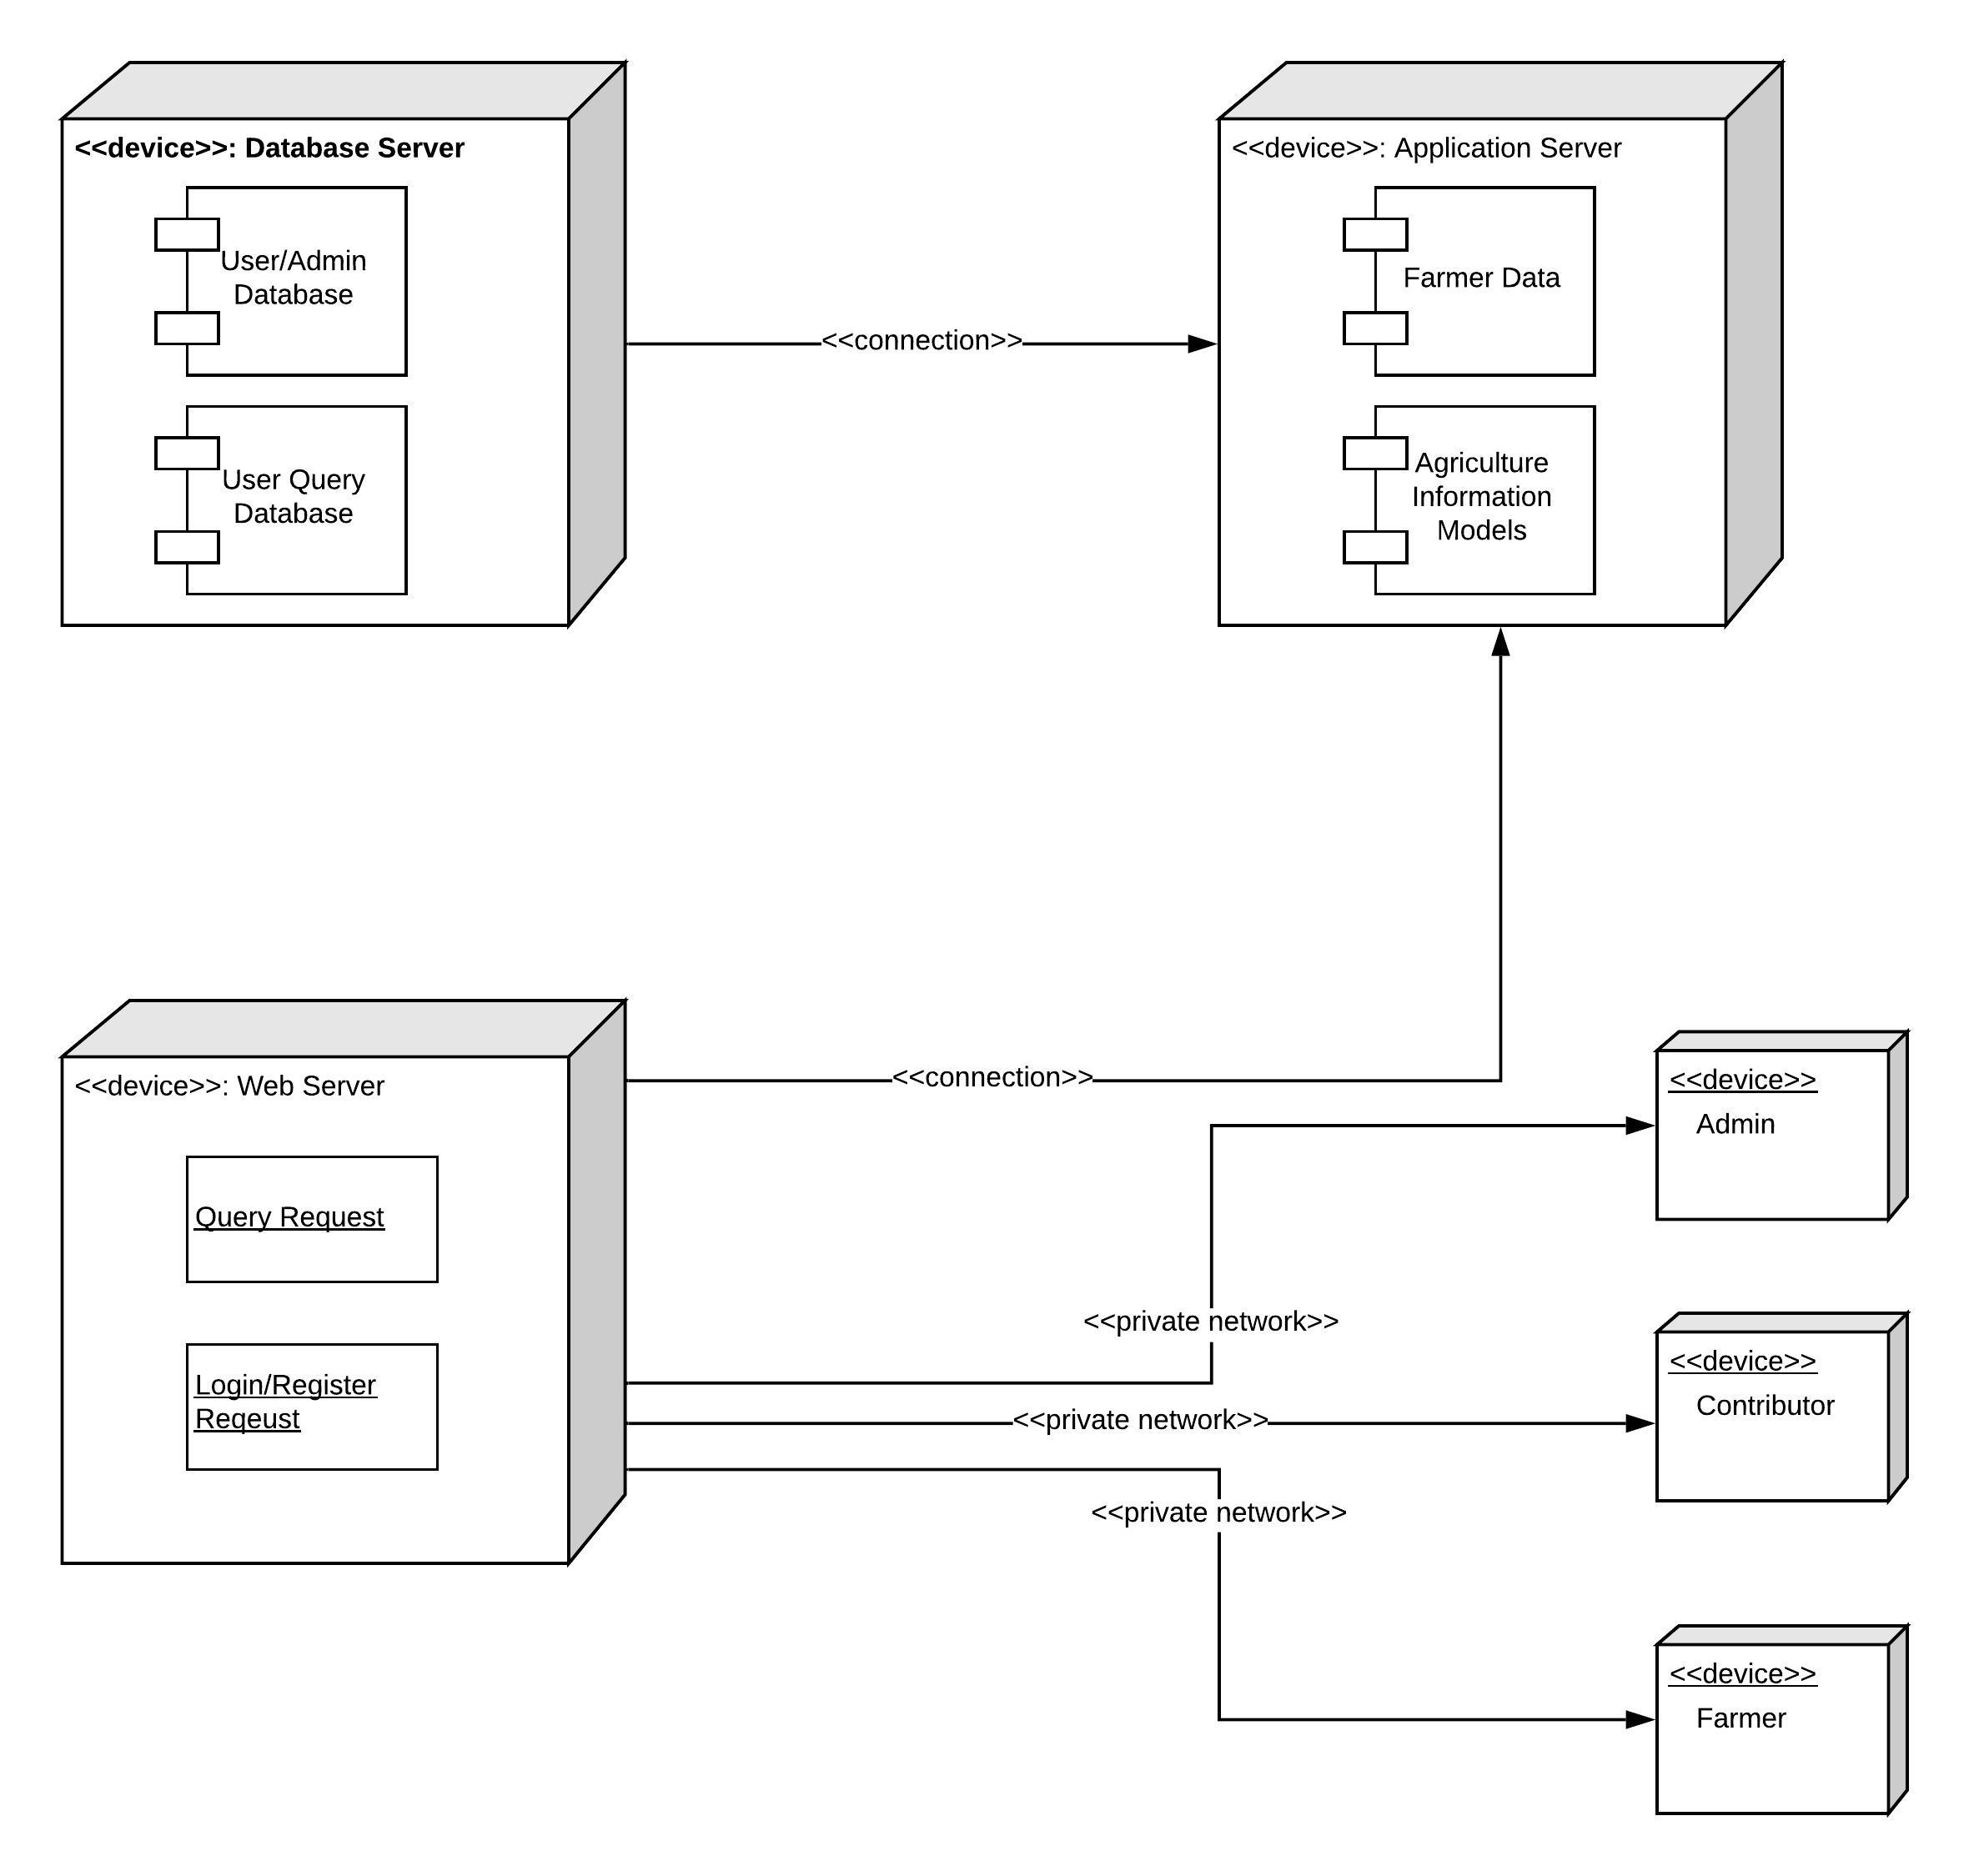 <<device>>: Database Server
User/Admin
Database
User Query
Database
<<connection>>
<<device>>: Application Server
Farmer Data
Agriculture
Information
Models
<<device>>: Web Server
Query Request
Login/Register
Reqeust
<<connection>>
<<private network>>
<<private network>>
<<private network>>
<<device>>
Admin
<<device>>
Contributor
<<device>>
Farmer